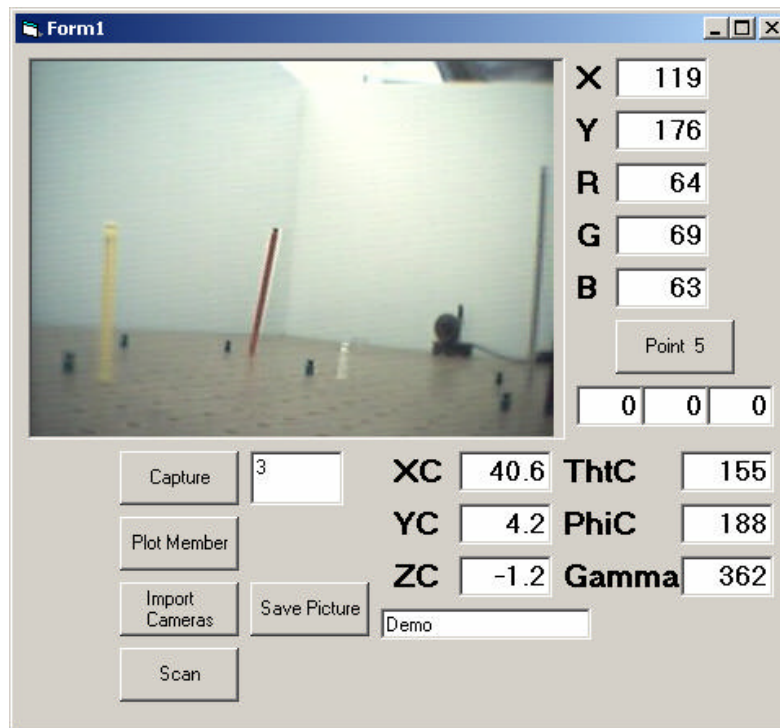 Form1
X 119
Y 176
R 64
G 69
B 63
Point 5
0 0 0
Capture 3 XC 40.6 ThtC 155
Plot Member YC 4.2 PhiC 188
Import
Cameras
Save Picture ZC -1.2 Gamma 362
Demo
Scan